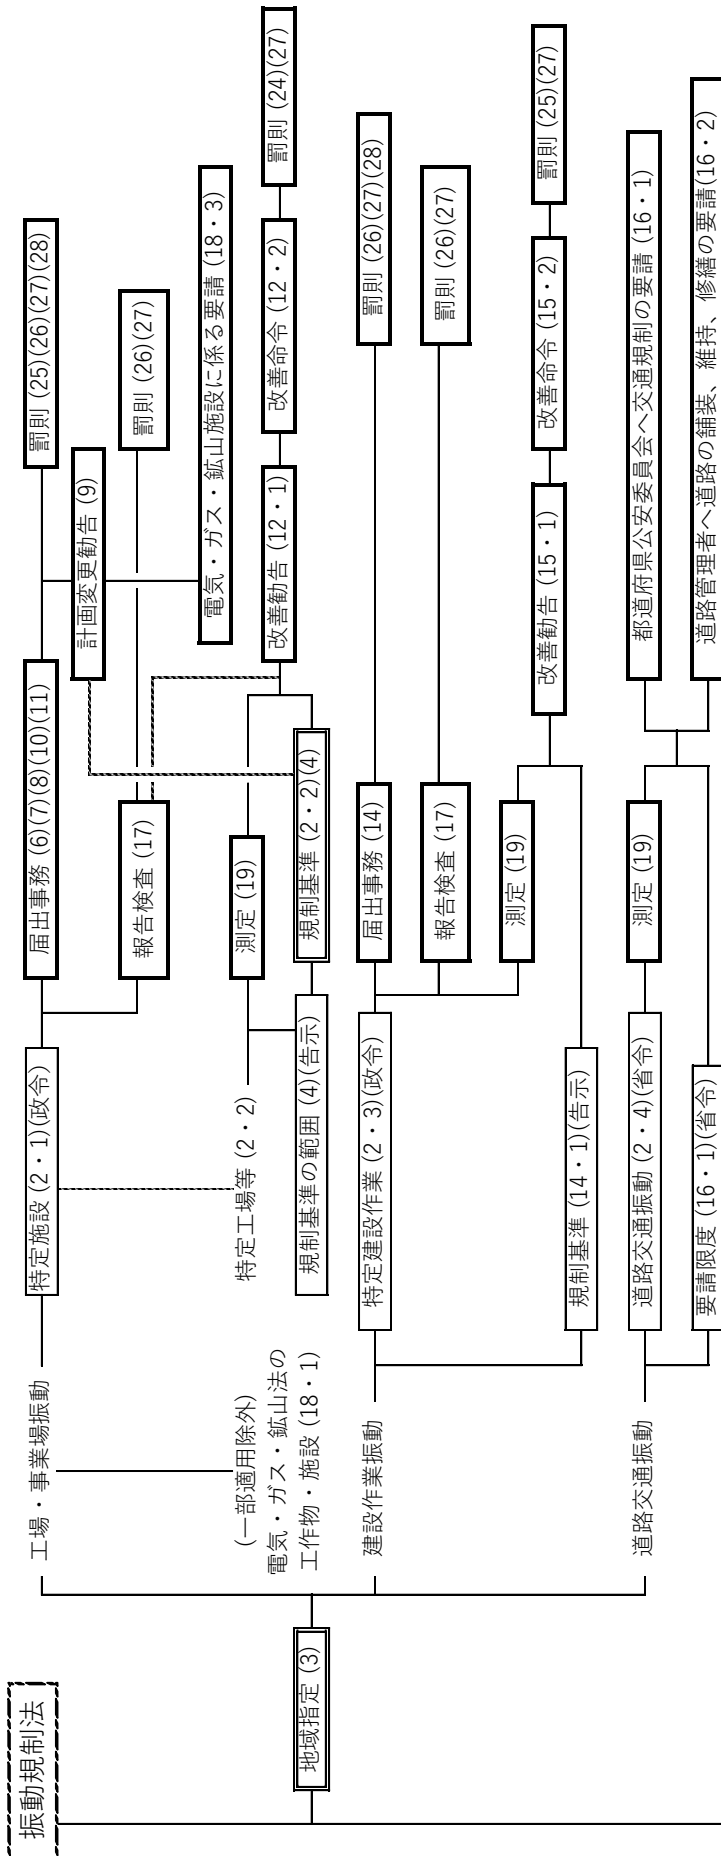 振動規制法
地域指定 (3)
工場・事業場振動
特定施設 (2・1)(政令)
届出事務 (6)(7)(8)(10)(11)
罰則 (25)(26)(27)(28)
計画変更勧告 (9)
報告検査 (17)
罰則 (26)(27)
電気・ガス・鉱山施設に係る要請 (18・3)
(一部適用除外)
電気・ガス・鉱山法の
工作物・施設 (18・1)
特定工場等 (2・2)
測定 (19)
規制基準の範囲 (4)(告示)
規制基準 (2・2)(4)
改善勧告 (12・1)
改善命令 (12・2)
罰則 (24)(27)
建設作業振動
特定建設作業 (2・3)(政令)
届出事務 (14)
罰則 (26)(27)(28)
報告検査 (17)
罰則 (26)(27)
測定 (19)
規制基準 (14・1)(告示)
改善勧告 (15・1)
改善命令 (15・2)
罰則 (25)(27)
道路交通振動
道路交通振動 (2・4)(省令)
測定 (19)
都道府県公安委員会へ交通規制の要請 (16・1)
要請限度 (16・1)(省令)
道路管理者へ道路の舗装、維持、修繕の要請(16・2)